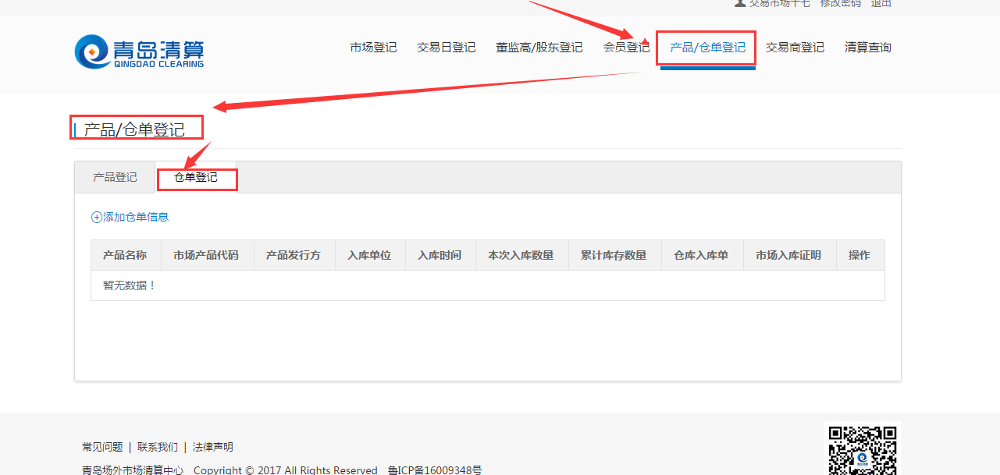 交易市场十七 修改密码 退出
青岛清算
QINGDAO CLEARING
市场登记 交易日登记 董监高/股东登记 会员登记 产品/仓单登记 交易商登记 清算查询
产品/仓单登记
产品登记 仓单登记
添加仓单信息
产品名称 市场产品代码 产品发行方 入库单位 入库时间 本次入库数量 累计库存数量 仓库入库单 市场入库证明 操作
暂无数据！
常见问题 | 联系我们 | 法律声明
青岛场外市场清算中心 Copyright © 2017 All Rights Reserved 鲁ICP备16009348号